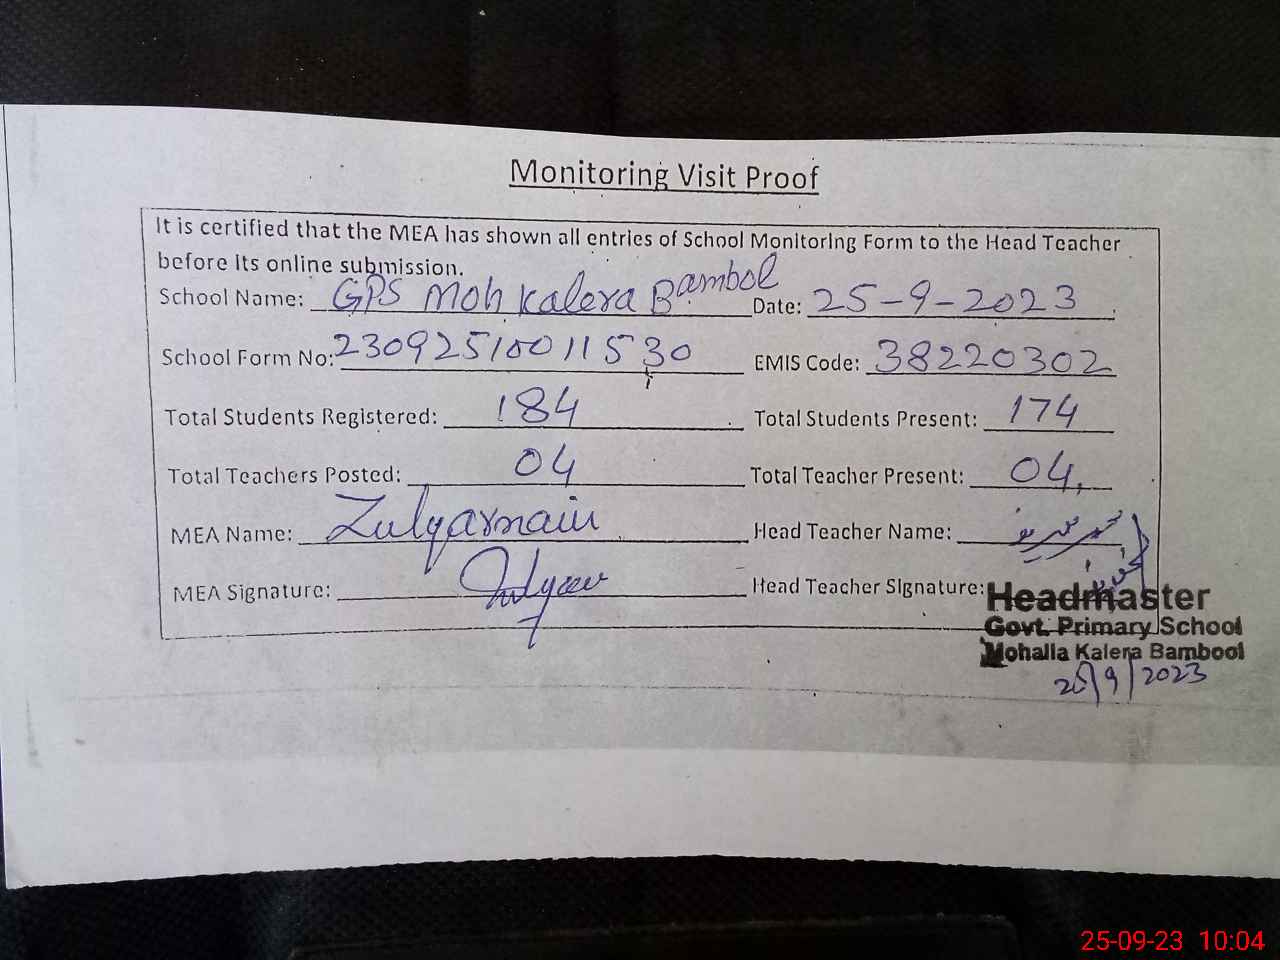 Monitoring Visit Proof
It is certified that the MEA has shown all entries of School Monitoring Form to the Head Teacher
before its online submission.
School Name: GPS Moh Kalera Bambol Date: 25-9-2023
School Form No: 23092510011530 EMIS Code: 38220302
Total Students Registered: 184 Total Students Present: 174
Total Teachers Posted: 04 Total Teacher Present: 04
MEA Name: Zulqarnain Head Teacher Name:
MEA Signature: Head Teacher Signature:
Headmaster
Govt. Primary School
Mohalla Kalera Bambool
25/9/2023
25-09-23 10:04